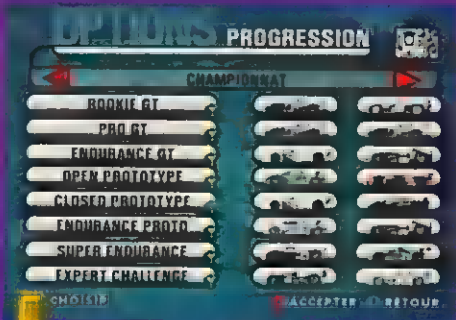 OPTIONS PROGRESSION
CHAMPIONNAT
ROOKIE GT
PRO GT
ENDURANCE GT
OPEN PROTOTYPE
CLOSED PROTOTYPE
ENDURANCE PROTO
SUPER ENDURANCE
EXPERT CHALLENGE
CHOISIR ACCEPTER RETOUR